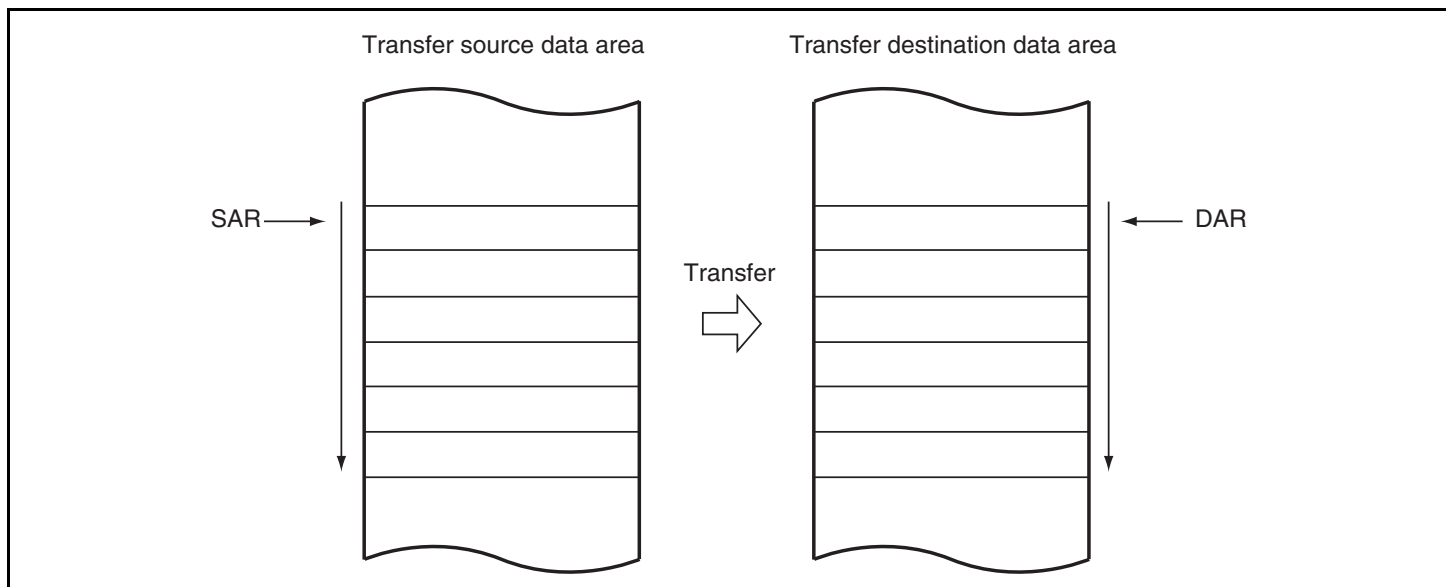 Transfer source data area
Transfer destination data area
SAR
DAR
Transfer